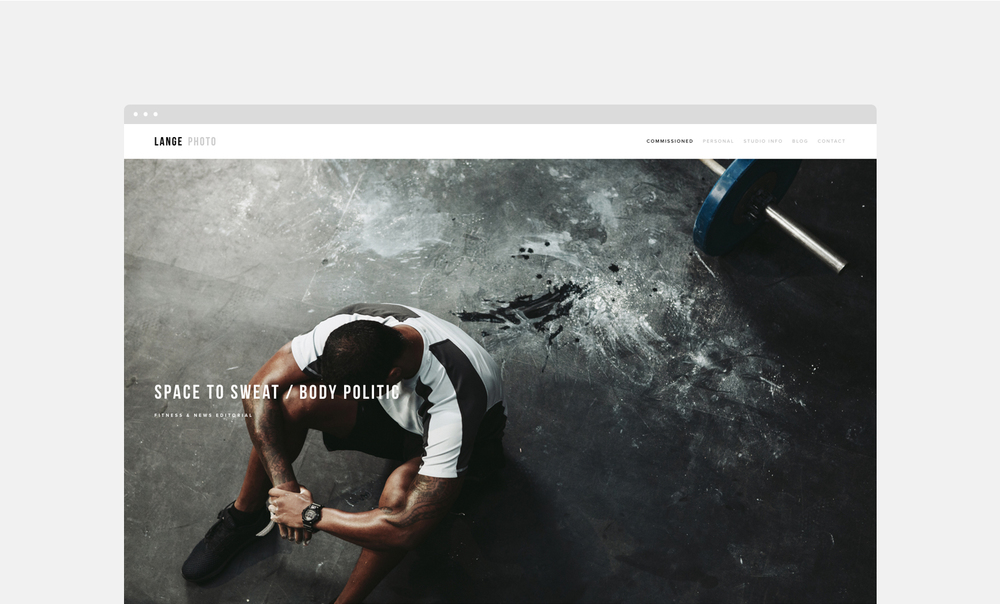 LANGE PHOTO
COMMISSIONED PERSONAL STUDIO INFO BLOG CONTACT
SPACE TO SWEAT / BODY POLITIC
FITNESS & NEWS EDITORIAL